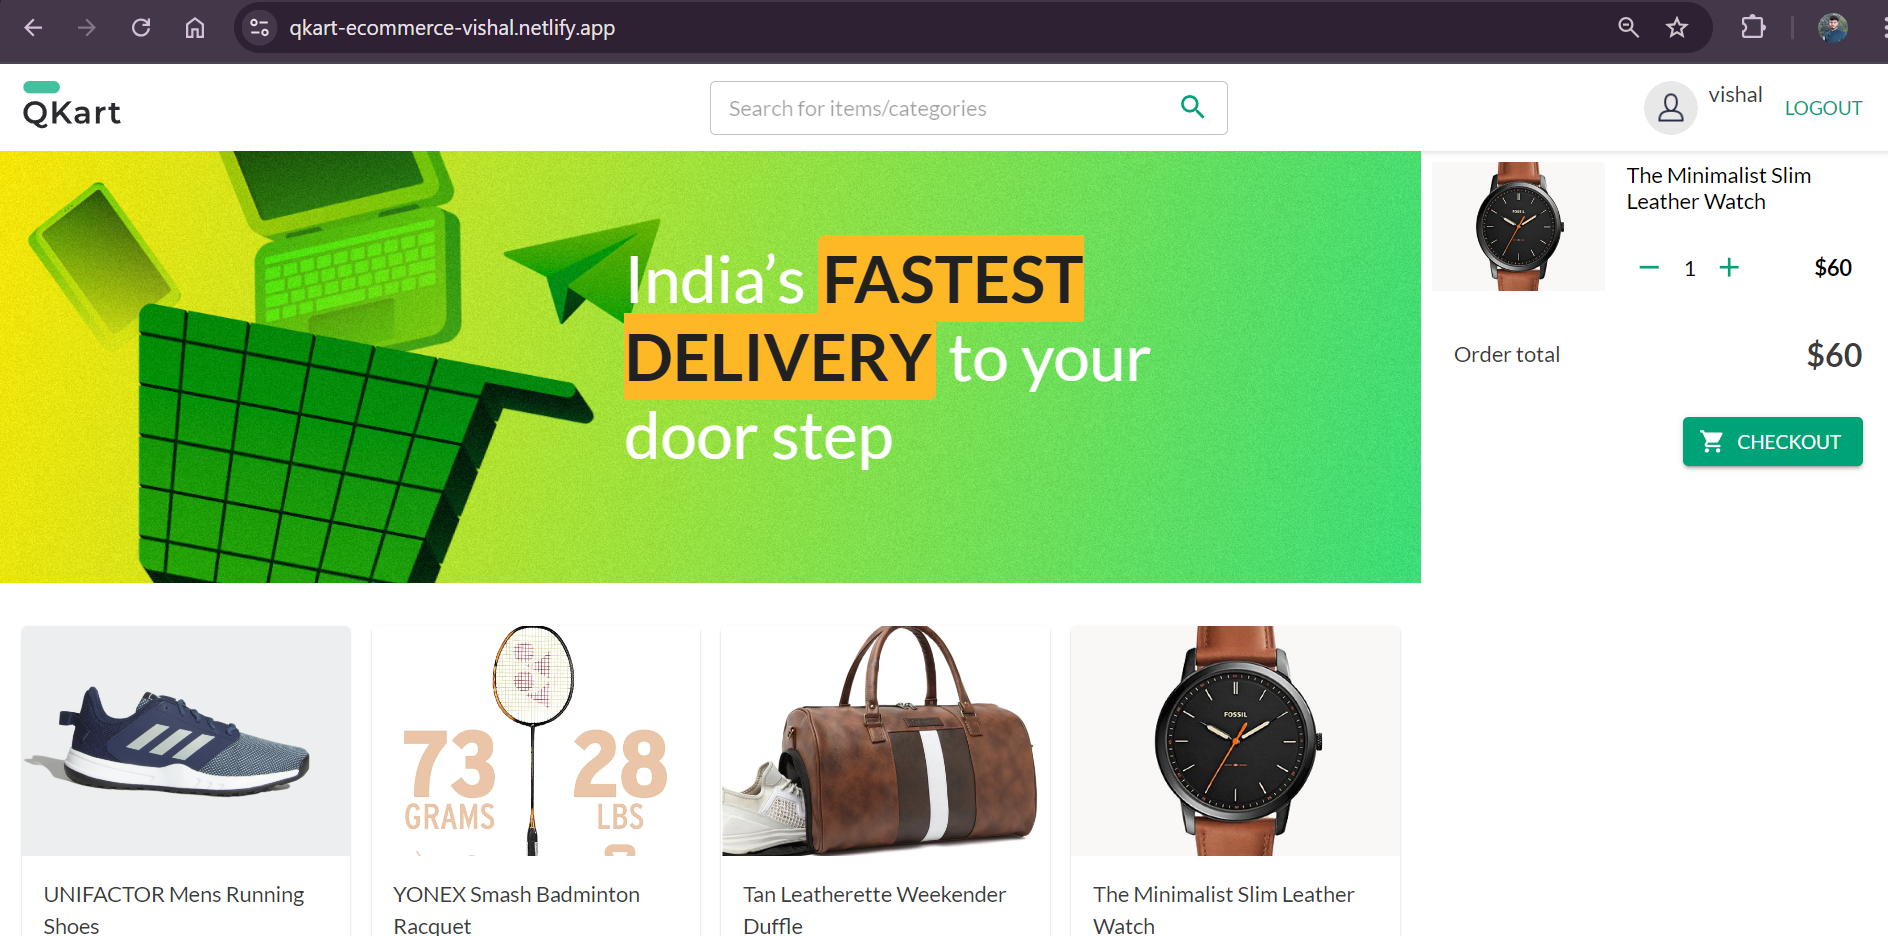 qkart-ecommerce-vishal.netlify.app
QKart
Search for items/categories
vishal
LOGOUT
India’s FASTEST
DELIVERY to your
door step
The Minimalist Slim
Leather Watch
FOSSIL
1
$60
Order total
$60
CHECKOUT
73
GRAMS
28
LBS
FOSSIL
UNIFACTOR Mens Running
Shoes
YONEX Smash Badminton
Racquet
Tan Leatherette Weekender
Duffle
The Minimalist Slim Leather
Watch